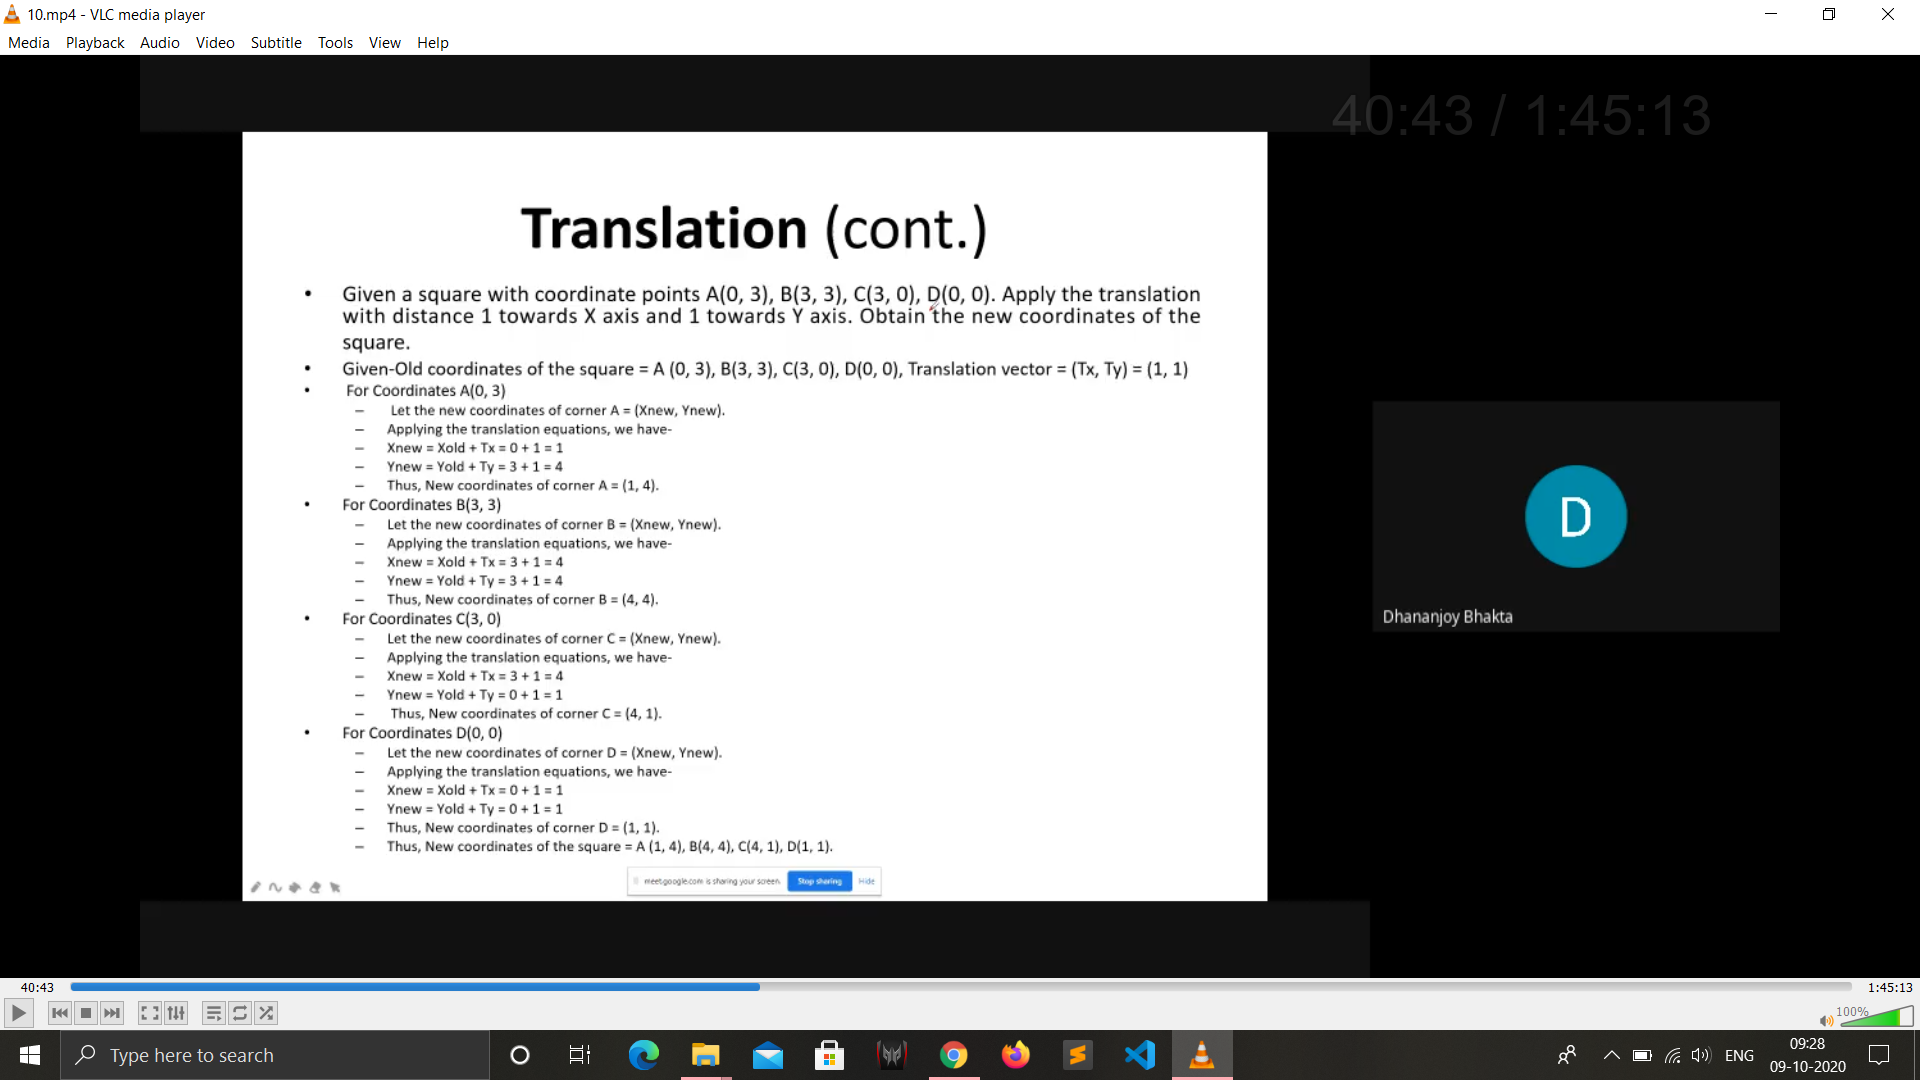 10.mp4 - VLC media player
Media Playback Audio Video Subtitle Tools View Help
40:43 / 1:45:13
Translation (cont.)
• Given a square with coordinate points A(0, 3), B(3, 3), C(3, 0), D(0, 0). Apply the translation
with distance 1 towards X axis and 1 towards Y axis. Obtain the new coordinates of the
square.
• Given-Old coordinates of the square = A (0, 3), B(3, 3), C(3, 0), D(0, 0), Translation vector = (Tx, Ty) = (1, 1)
• For Coordinates A(0, 3)
– Let the new coordinates of corner A = (Xnew, Ynew).
– Applying the translation equations, we have-
– Xnew = Xold + Tx = 0 + 1 = 1
– Ynew = Yold + Ty = 3 + 1 = 4
– Thus, New coordinates of corner A = (1, 4).
• For Coordinates B(3, 3)
– Let the new coordinates of corner B = (Xnew, Ynew).
– Applying the translation equations, we have-
– Xnew = Xold + Tx = 3 + 1 = 4
– Ynew = Yold + Ty = 3 + 1 = 4
– Thus, New coordinates of corner B = (4, 4).
• For Coordinates C(3, 0)
– Let the new coordinates of corner C = (Xnew, Ynew).
– Applying the translation equations, we have-
– Xnew = Xold + Tx = 3 + 1 = 4
– Ynew = Yold + Ty = 0 + 1 = 1
– Thus, New coordinates of corner C = (4, 1).
• For Coordinates D(0, 0)
– Let the new coordinates of corner D = (Xnew, Ynew).
– Applying the translation equations, we have-
– Xnew = Xold + Tx = 0 + 1 = 1
– Ynew = Yold + Ty = 0 + 1 = 1
– Thus, New coordinates of corner D = (1, 1).
– Thus, New coordinates of the square = A (1, 4), B(4, 4), C(4, 1), D(1, 1).
meet.google.com is sharing your screen. Stop sharing Hide
D
Dhananjoy Bhakta
40:43 1:45:13
100%
Type here to search
ENG
09:28
09-10-2020